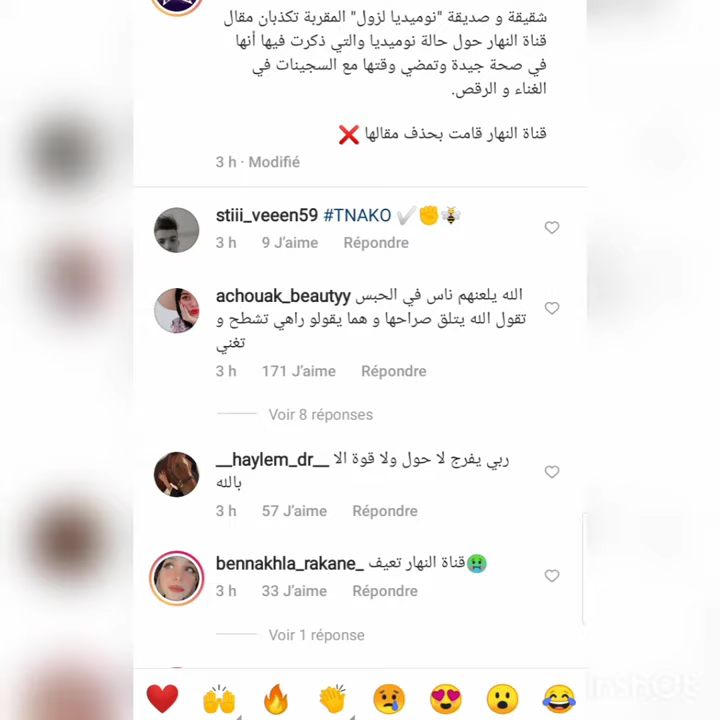 شقيقة و صديقة "نوميديا لزول" المقربة تكذبان مقال
قناة النهار حول حالة نوميديا والتي ذكرت فيها أنها
في صحة جيدة وتمضي وقتها مع السجينات في
الغناء و الرقص.
قناة النهار قامت بحذف مقالها ❌
3 h · Modifié
stiii_veeen59 #TNAKO ✔️✊🐝
3 h 9 J’aime Répondre
achouak_beautyy الله يلعنهم ناس في الحبس
تقول الله يتلق صراحها و هما يقولو راهي تشطح و
تغني
3 h 171 J’aime Répondre
Voir 8 réponses
__haylem_dr__ ربي يفرج لا حول ولا قوة الا
بالله
3 h 57 J’aime Répondre
bennakhla_rakane_ قناة النهار تعيف🤢
3 h 33 J’aime Répondre
Voir 1 réponse
InShOT